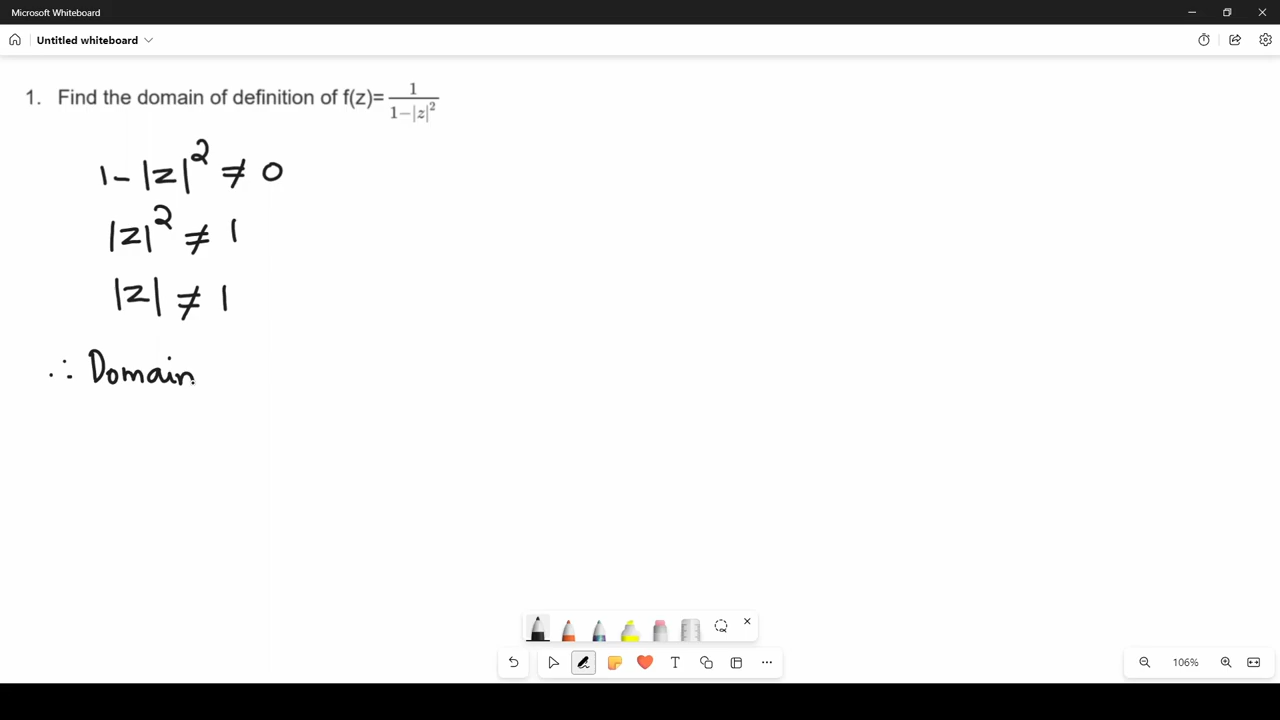 Microsoft Whiteboard
Untitled whiteboard
1. Find the domain of definition of f(z)= 1/(1−|z|²)
1 - |z|² ≠ 0
|z|² ≠ 1
|z| ≠ 1
∴ Domain
T
106%